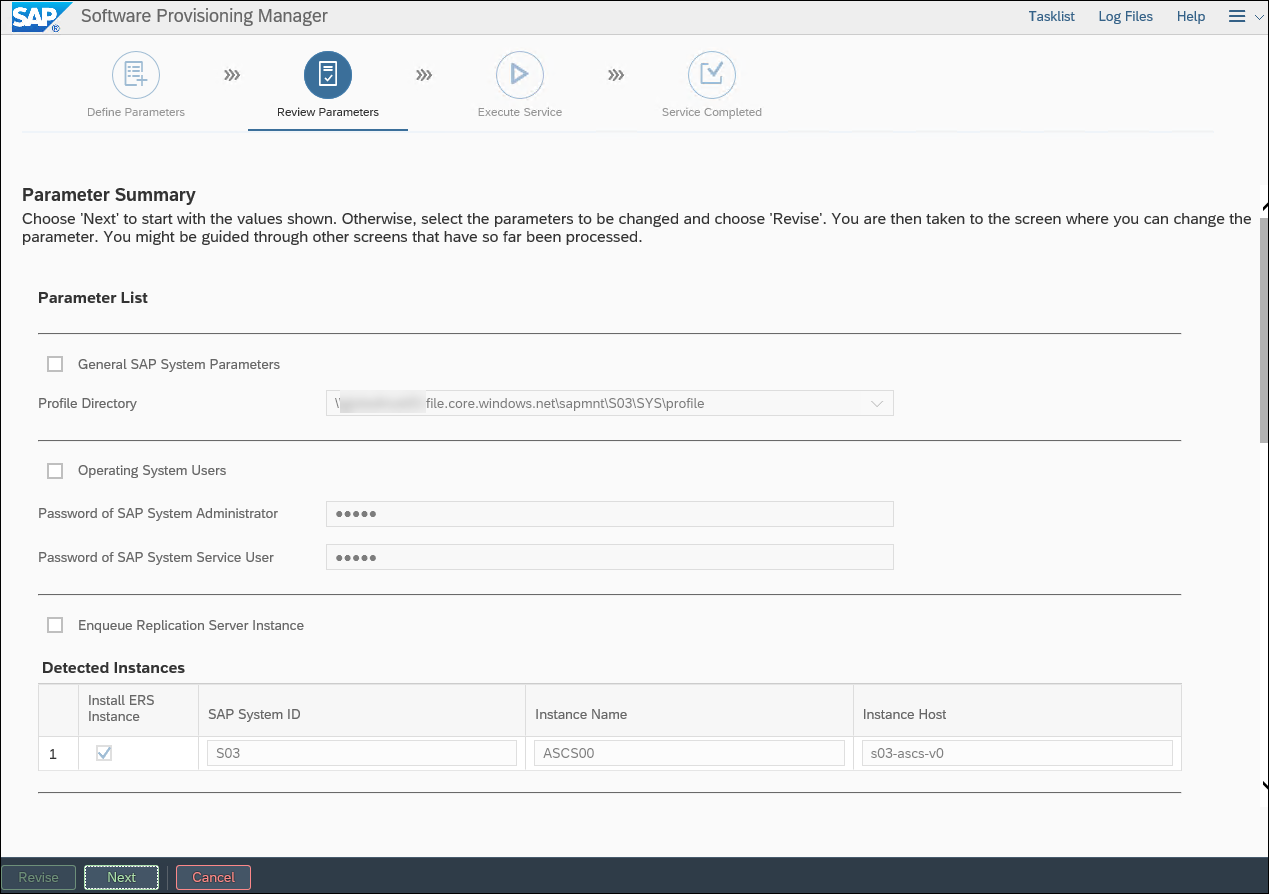 SAP® Software Provisioning Manager
Tasklist Log Files Help
Define Parameters Review Parameters Execute Service Service Completed
Parameter Summary
Choose 'Next' to start with the values shown. Otherwise, select the parameters to be changed and choose 'Revise'. You are then taken to the screen where you can change the
parameter. You might be guided through other screens that have so far been processed.
Parameter List
General SAP System Parameters
Profile Directory \\ file.core.windows.net\sapmnt\S03\SYS\profile
Operating System Users
Password of SAP System Administrator ●●●●●
Password of SAP System Service User ●●●●●
Enqueue Replication Server Instance
Detected Instances
Install ERS
Instance
SAP System ID Instance Name Instance Host
1 S03 ASCS00 s03-ascs-v0
Revise Next Cancel